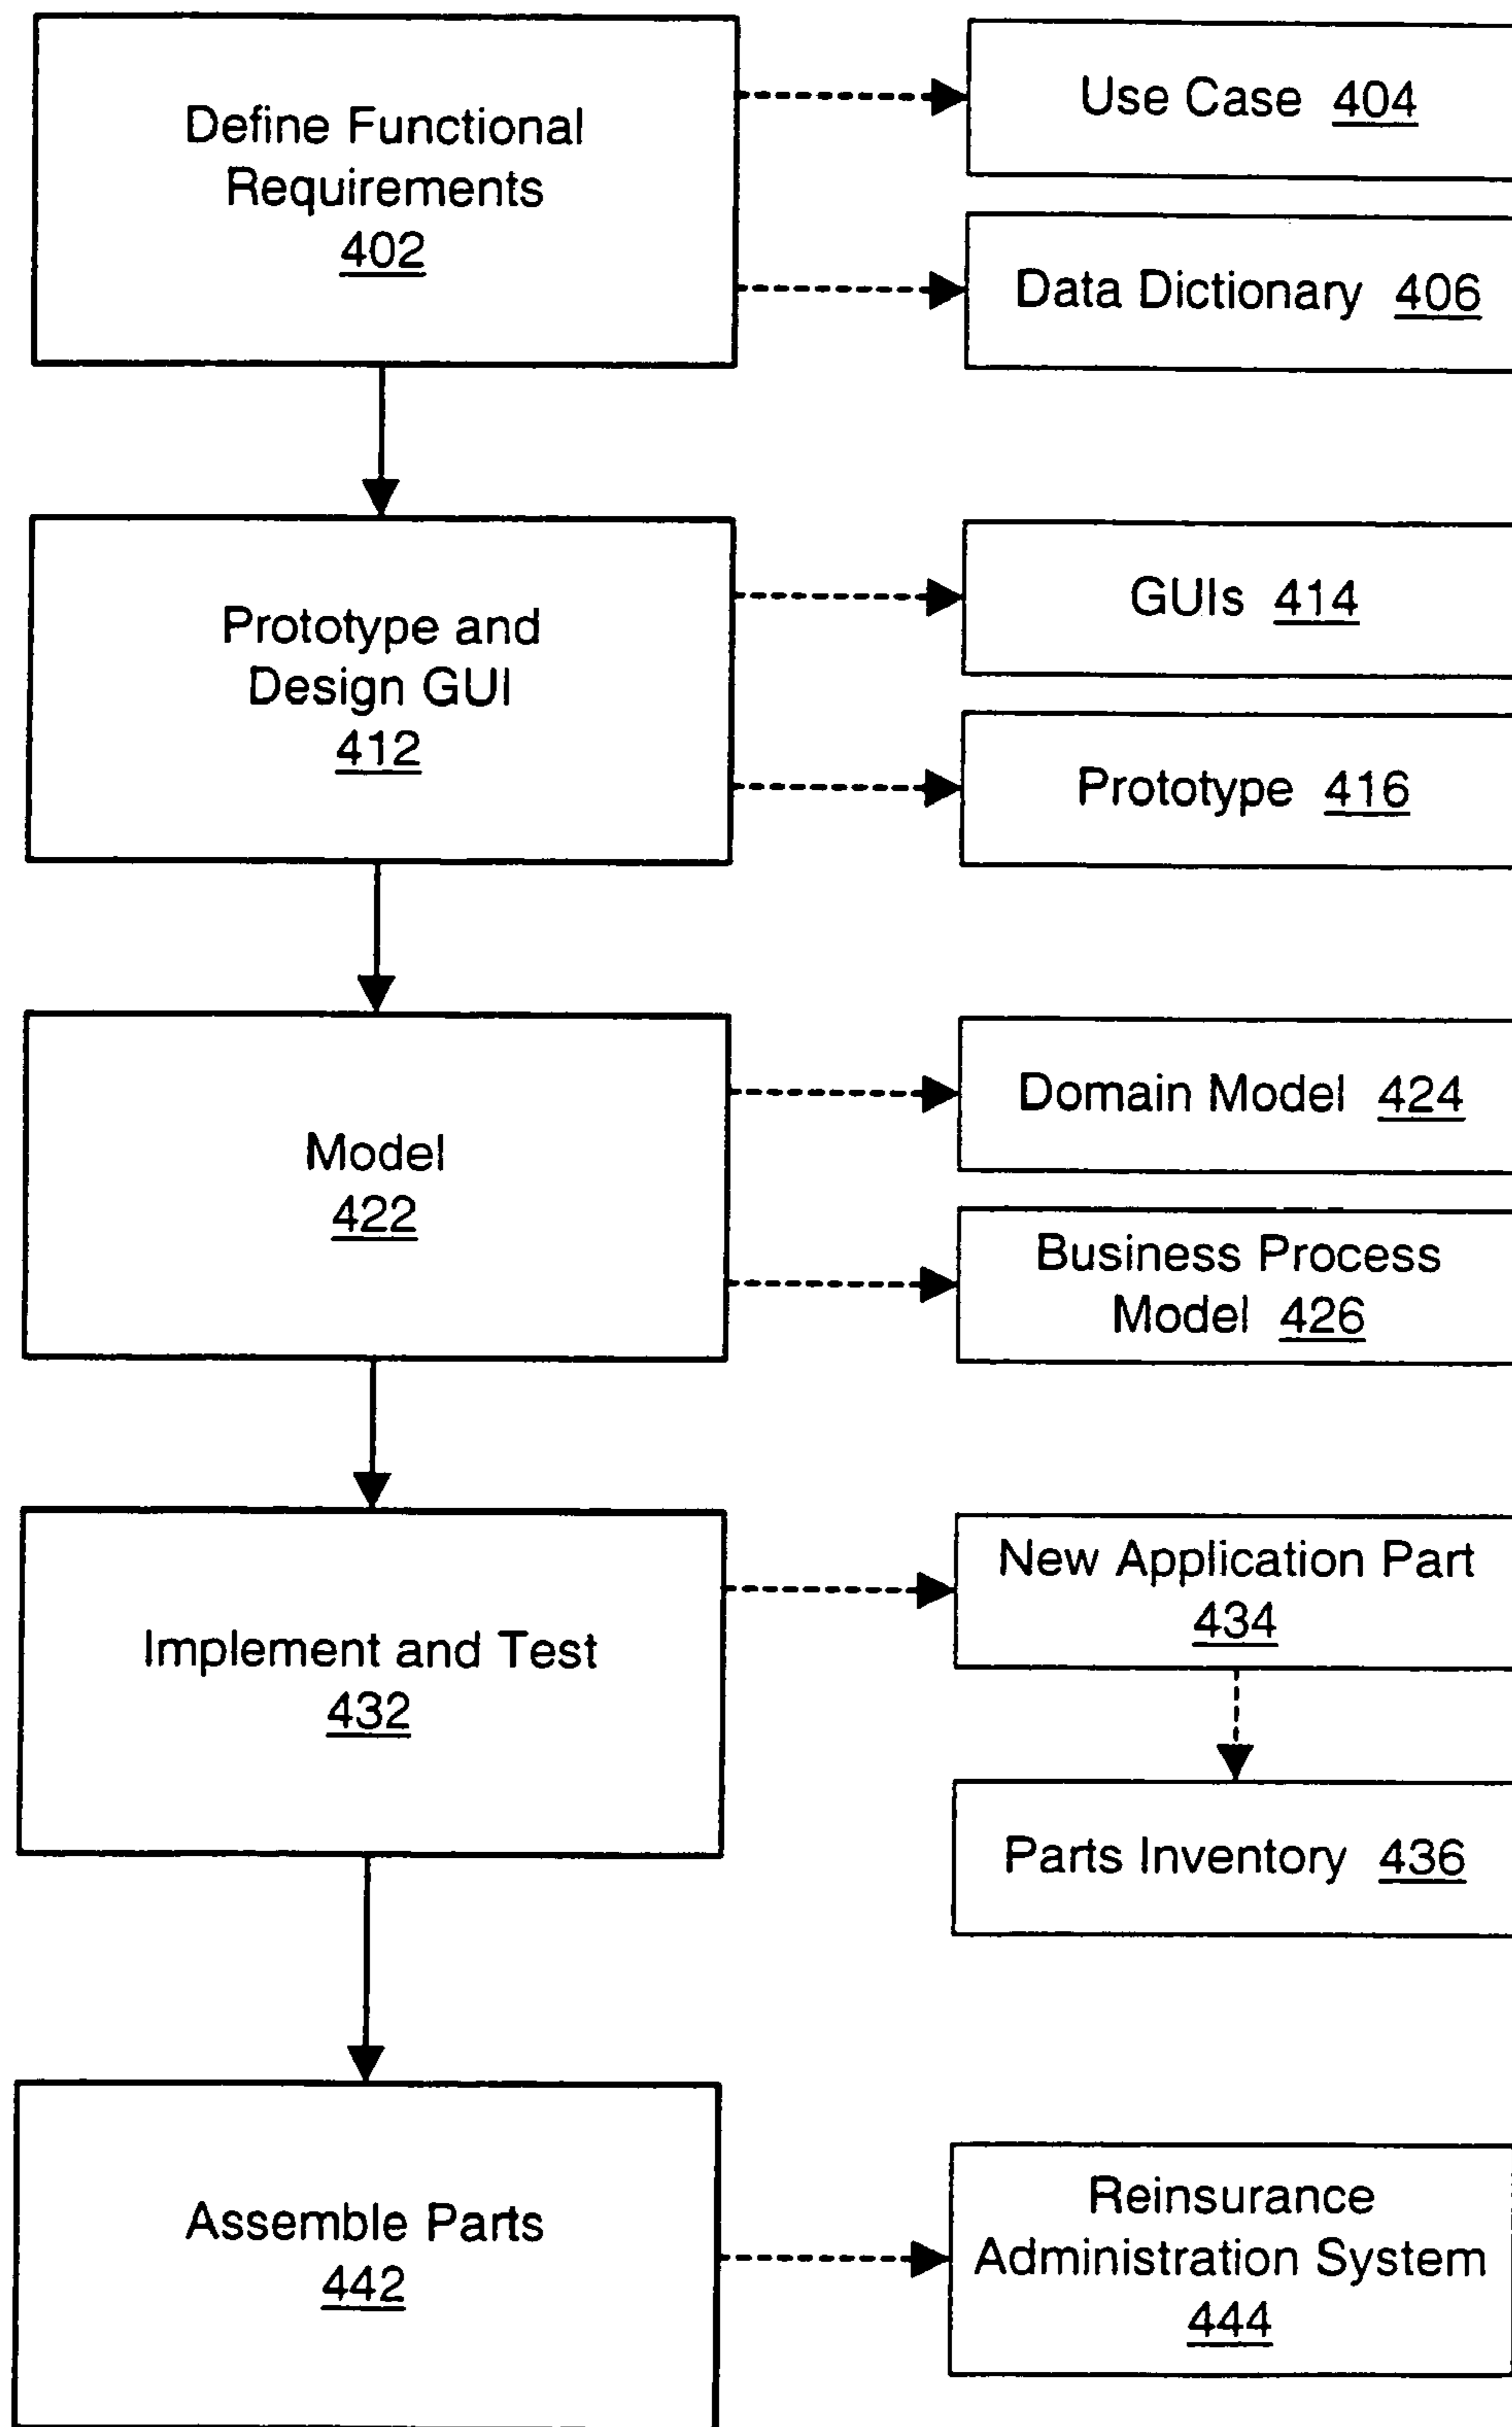 Define Functional
Requirements
402
Use Case 404
Data Dictionary 406
Prototype and
Design GUI
412
GUIs 414
Prototype 416
Model
422
Domain Model 424
Business Process
Model 426
Implement and Test
432
New Application Part
434
Parts Inventory 436
Assemble Parts
442
Reinsurance
Administration System
444